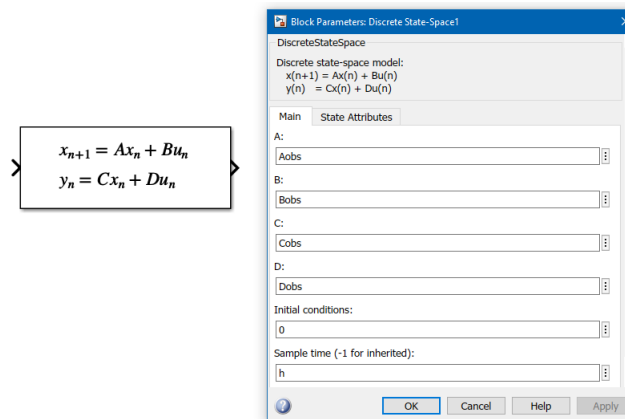 xₙ₊₁ = Axₙ + Buₙ
yₙ = Cxₙ + Duₙ
Block Parameters: Discrete State-Space1
DiscreteStateSpace
Discrete state-space model:
x(n+1) = Ax(n) + Bu(n)
y(n) = Cx(n) + Du(n)
Main State Attributes
A:
Aobs
B:
Bobs
C:
Cobs
D:
Dobs
Initial conditions:
0
Sample time (-1 for inherited):
h
OK Cancel Help Apply